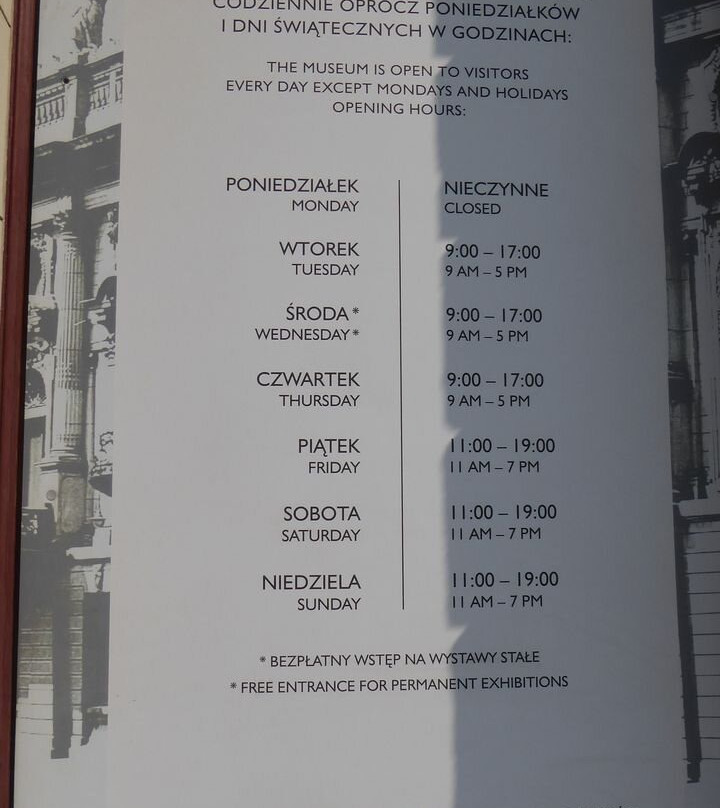 CODZIENNIE OPRÓCZ PONIEDZIAŁKÓW
I DNI ŚWIĄTECZNYCH W GODZINACH:
THE MUSEUM IS OPEN TO VISITORS
EVERY DAY EXCEPT MONDAYS AND HOLIDAYS
OPENING HOURS:
PONIEDZIAŁEK NIECZYNNE
MONDAY CLOSED
WTOREK 9:00 – 17:00
TUESDAY 9 AM – 5 PM
ŚRODA* 9:00 – 17:00
WEDNESDAY* 9 AM – 5 PM
CZWARTEK 9:00 – 17:00
THURSDAY 9 AM – 5 PM
PIĄTEK 11:00 – 19:00
FRIDAY 11 AM – 7 PM
SOBOTA 11:00 – 19:00
SATURDAY 11 AM – 7 PM
NIEDZIELA 11:00 – 19:00
SUNDAY 11 AM – 7 PM
* BEZPŁATNY WSTĘP NA WYSTAWY STAŁE
* FREE ENTRANCE FOR PERMANENT EXHIBITIONS